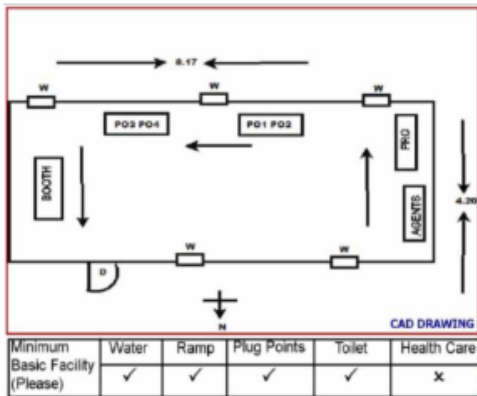 8.17
W
W
W
PO3 PO4
PO1 PO2
PRO
BOOTH
AGENTS
4.20
W
W
D
N
CAD DRAWING
Minimum Basic Facility (Please)
Water
Ramp
Plug Points
Toilet
Health Care
✓
✓
✓
✓
x